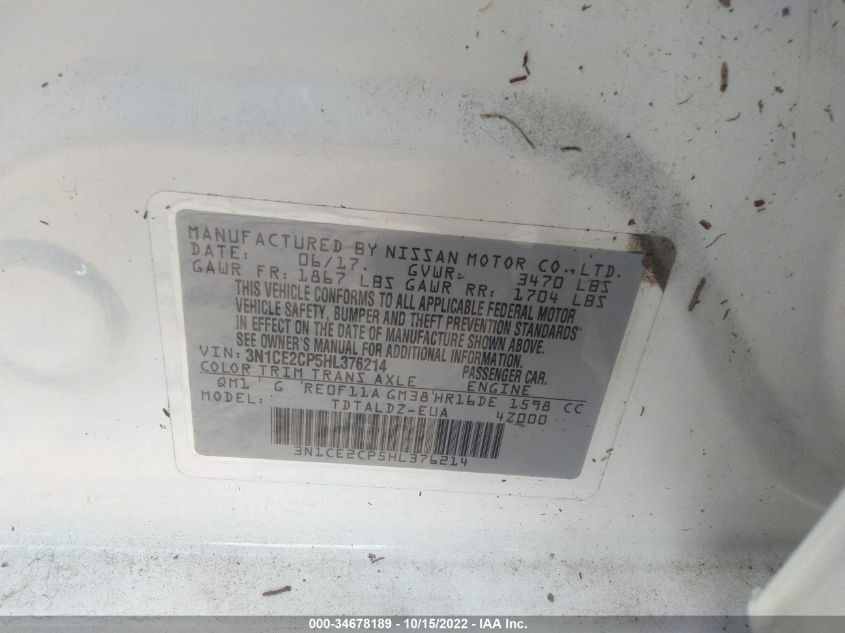 MANUFACTURED BY NISSAN MOTOR CO., LTD.
DATE: 06/17. GVWR: 3470 LBS
GAWR FR: 1867 LBS GAWR RR: 1704 LBS
THIS VEHICLE CONFORMS TO ALL APPLICABLE FEDERAL MOTOR
VEHICLE SAFETY, BUMPER AND THEFT PREVENTION STANDARDS
IN EFFECT ON THE DATE OF MANUFACTURE SHOWN ABOVE.
SEE OWNER'S MANUAL FOR ADDITIONAL INFORMATION
VIN: 3N1CE2CP5HL376214 PASSENGER CAR.
COLOR TRIM TRANS AXLE ENGINE
QM1 G RE0F11A GM38 HR16DE 1598 CC
MODEL: TDTALDZ-EUA 4Z000
3N1CE2CP5HL376214
000-34678189 - 10/15/2022 - IAA Inc.